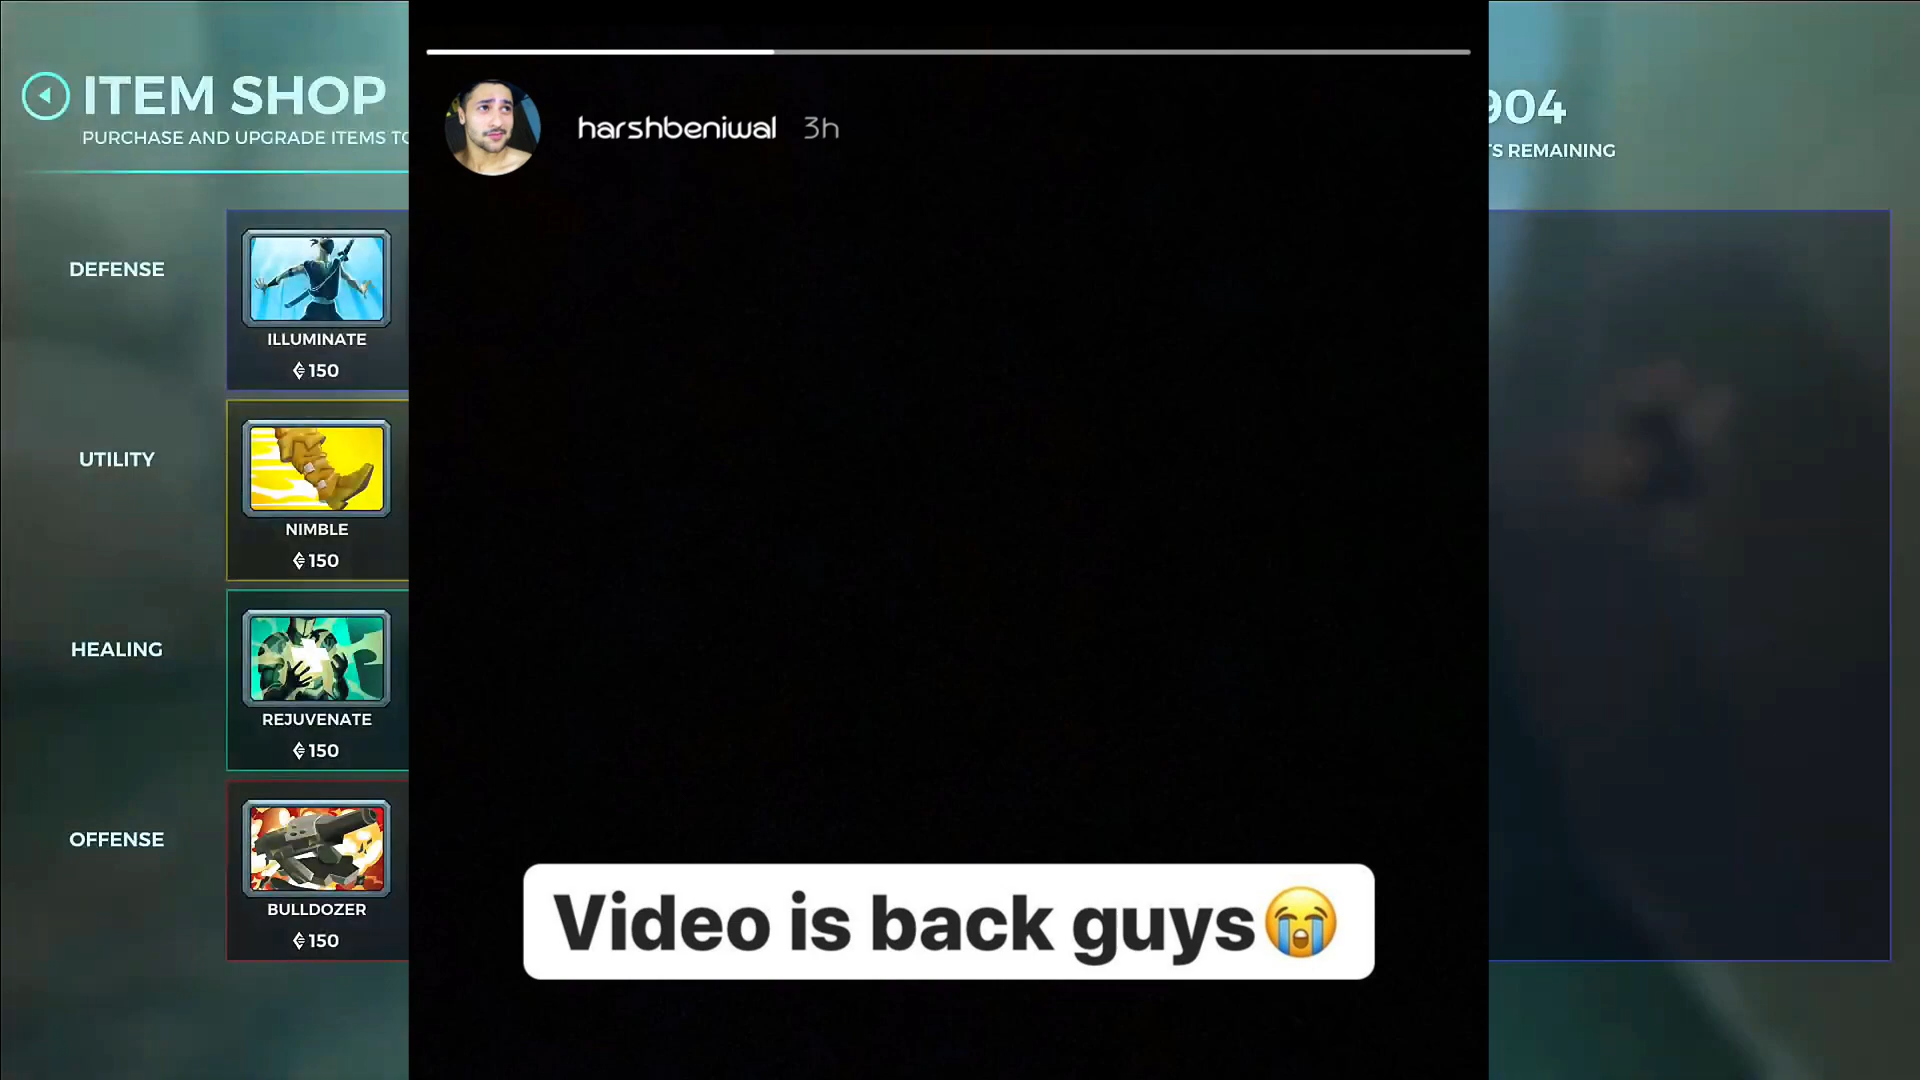 ITEM SHOP
PURCHASE AND UPGRADE ITEMS
DEFENSE
ILLUMINATE
150
UTILITY
NIMBLE
150
HEALING
REJUVENATE
150
OFFENSE
BULLDOZER
150
harshbeniwal 3h
Video is back guys😭
904
REMAINING